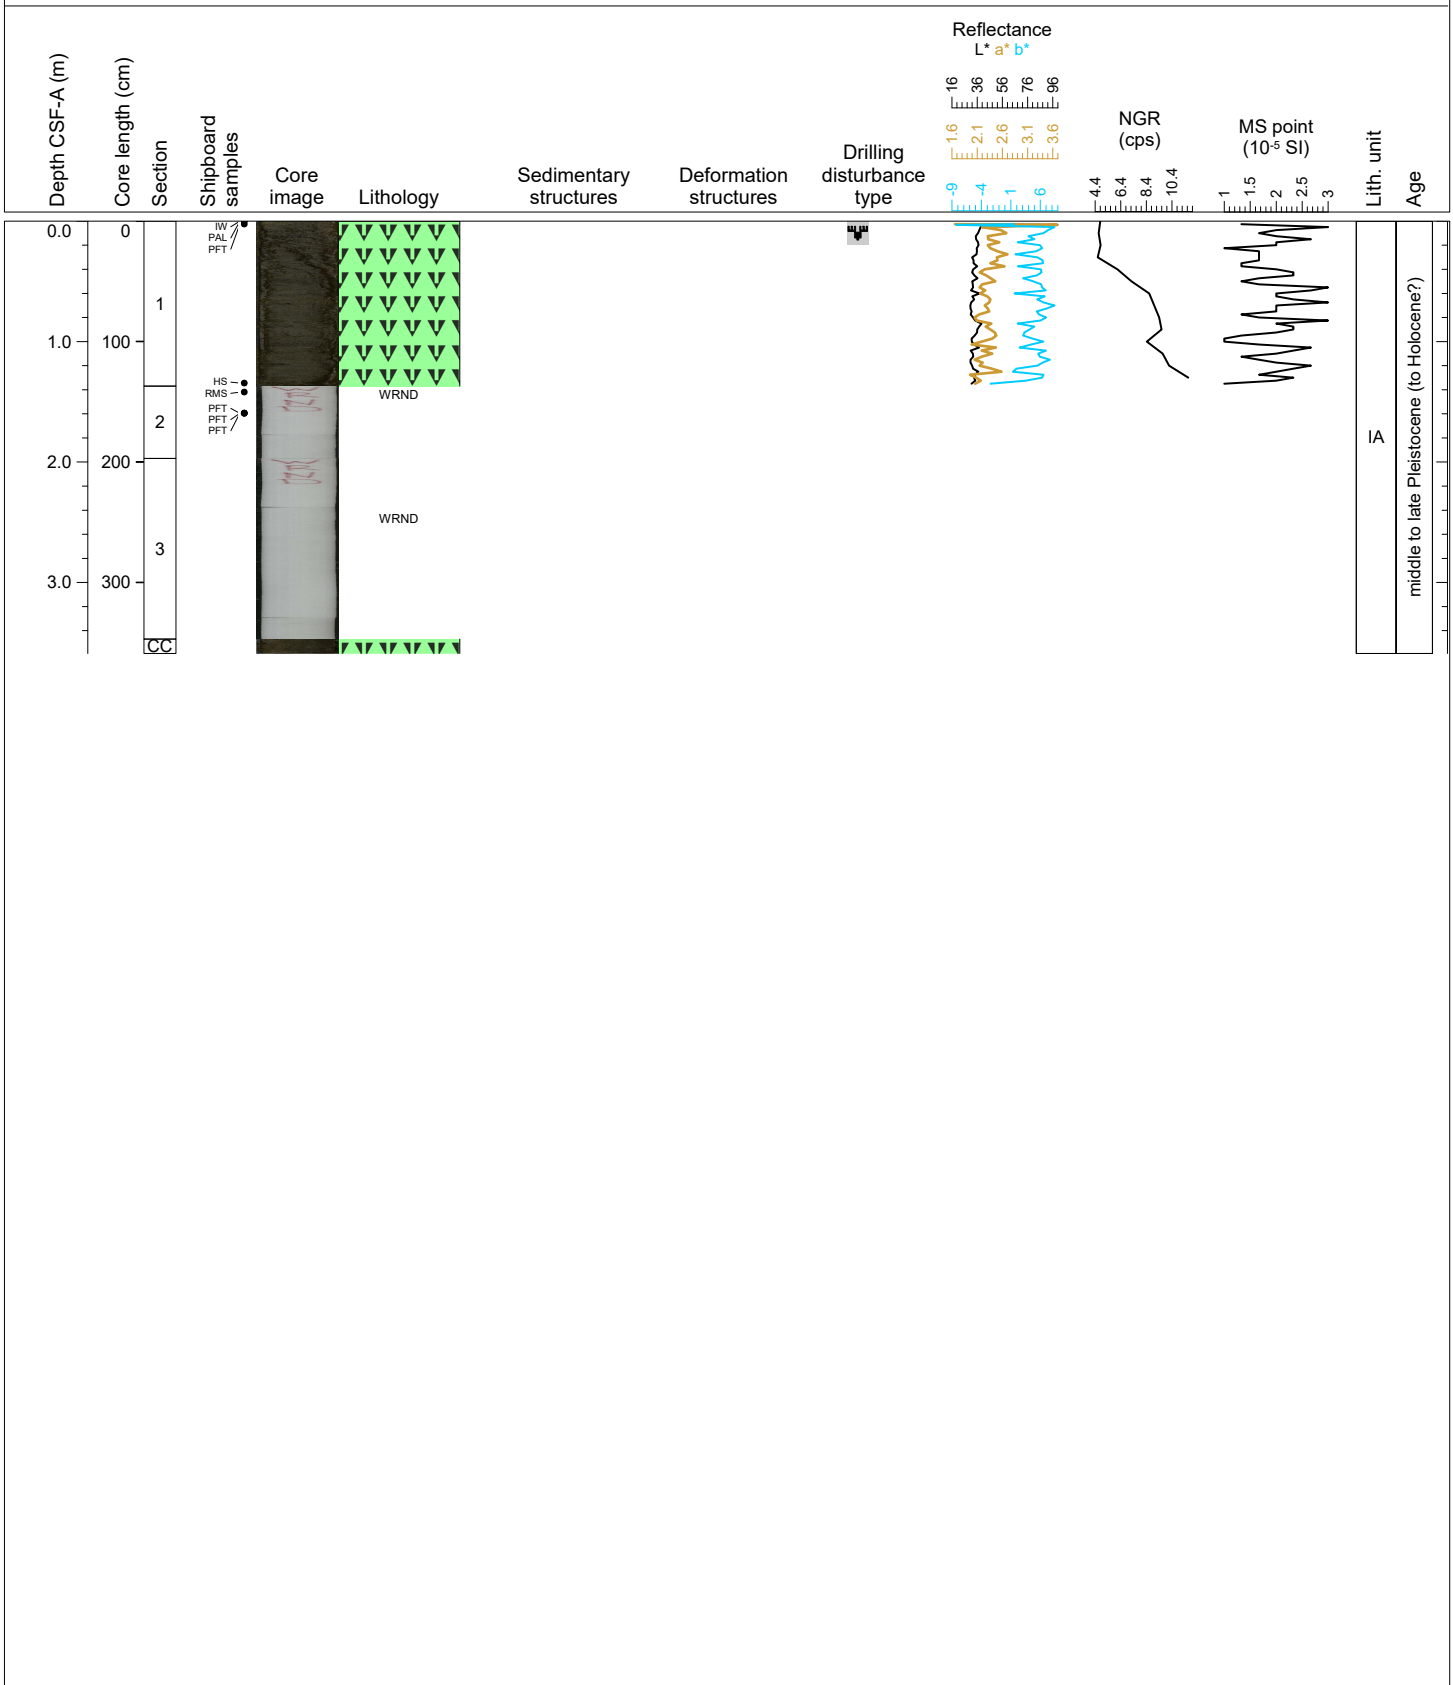 Reflectance
L* a* b*
Depth CSF-A (m)
Core length (cm)
Section
Shipboard
samples
Core
image
Lithology
Sedimentary
structures
Deformation
structures
Drilling
disturbance
type
16 36 56 76 96
1.6 2.1 2.6 3.1 3.6
-9 -4 1 6
NGR
(cps)
4.4 6.4 8.4 10.4
MS point
(10-5 SI)
1 1.5 2 2.5 3
Lith. unit
Age
0.0 0
IW
PAL
PFT
1
1.0 100
HS
RMS
WRND
PFT
PFT
PFT
2
IA
middle to late Pleistocene (to Holocene?)
2.0 200
WRND
3
3.0 300
CC